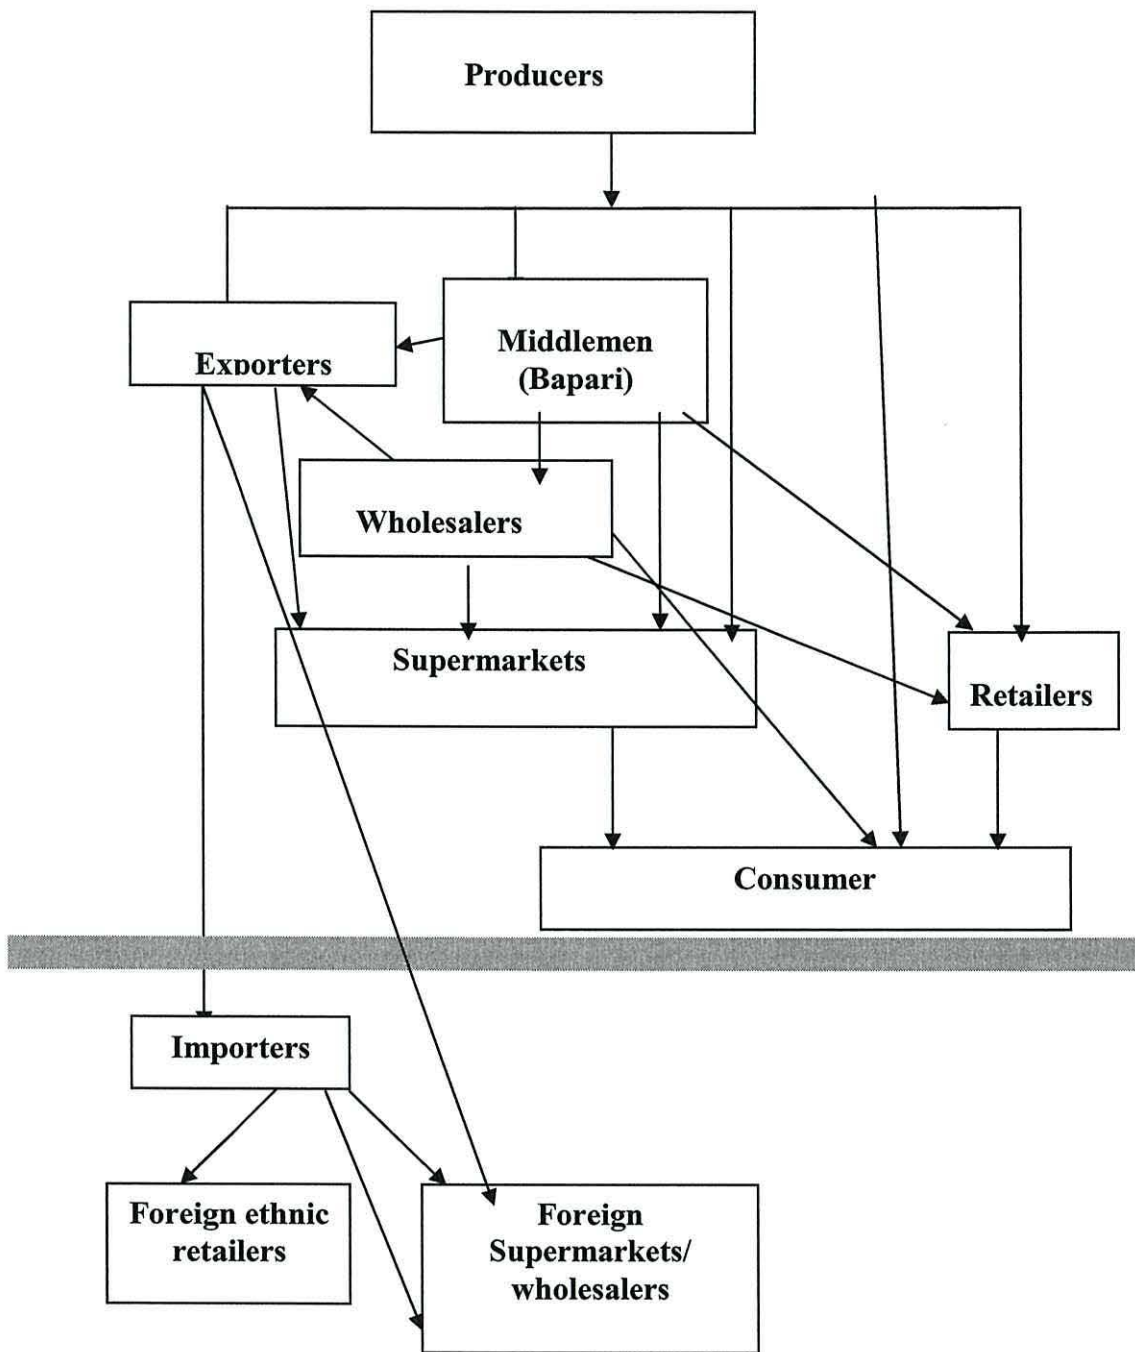 Producers
Middlemen
(Bapari)
Exporters
Wholesalers
Supermarkets
Retailers
Consumer
Importers
Foreign ethnic
retailers
Foreign
Supermarkets/
wholesalers